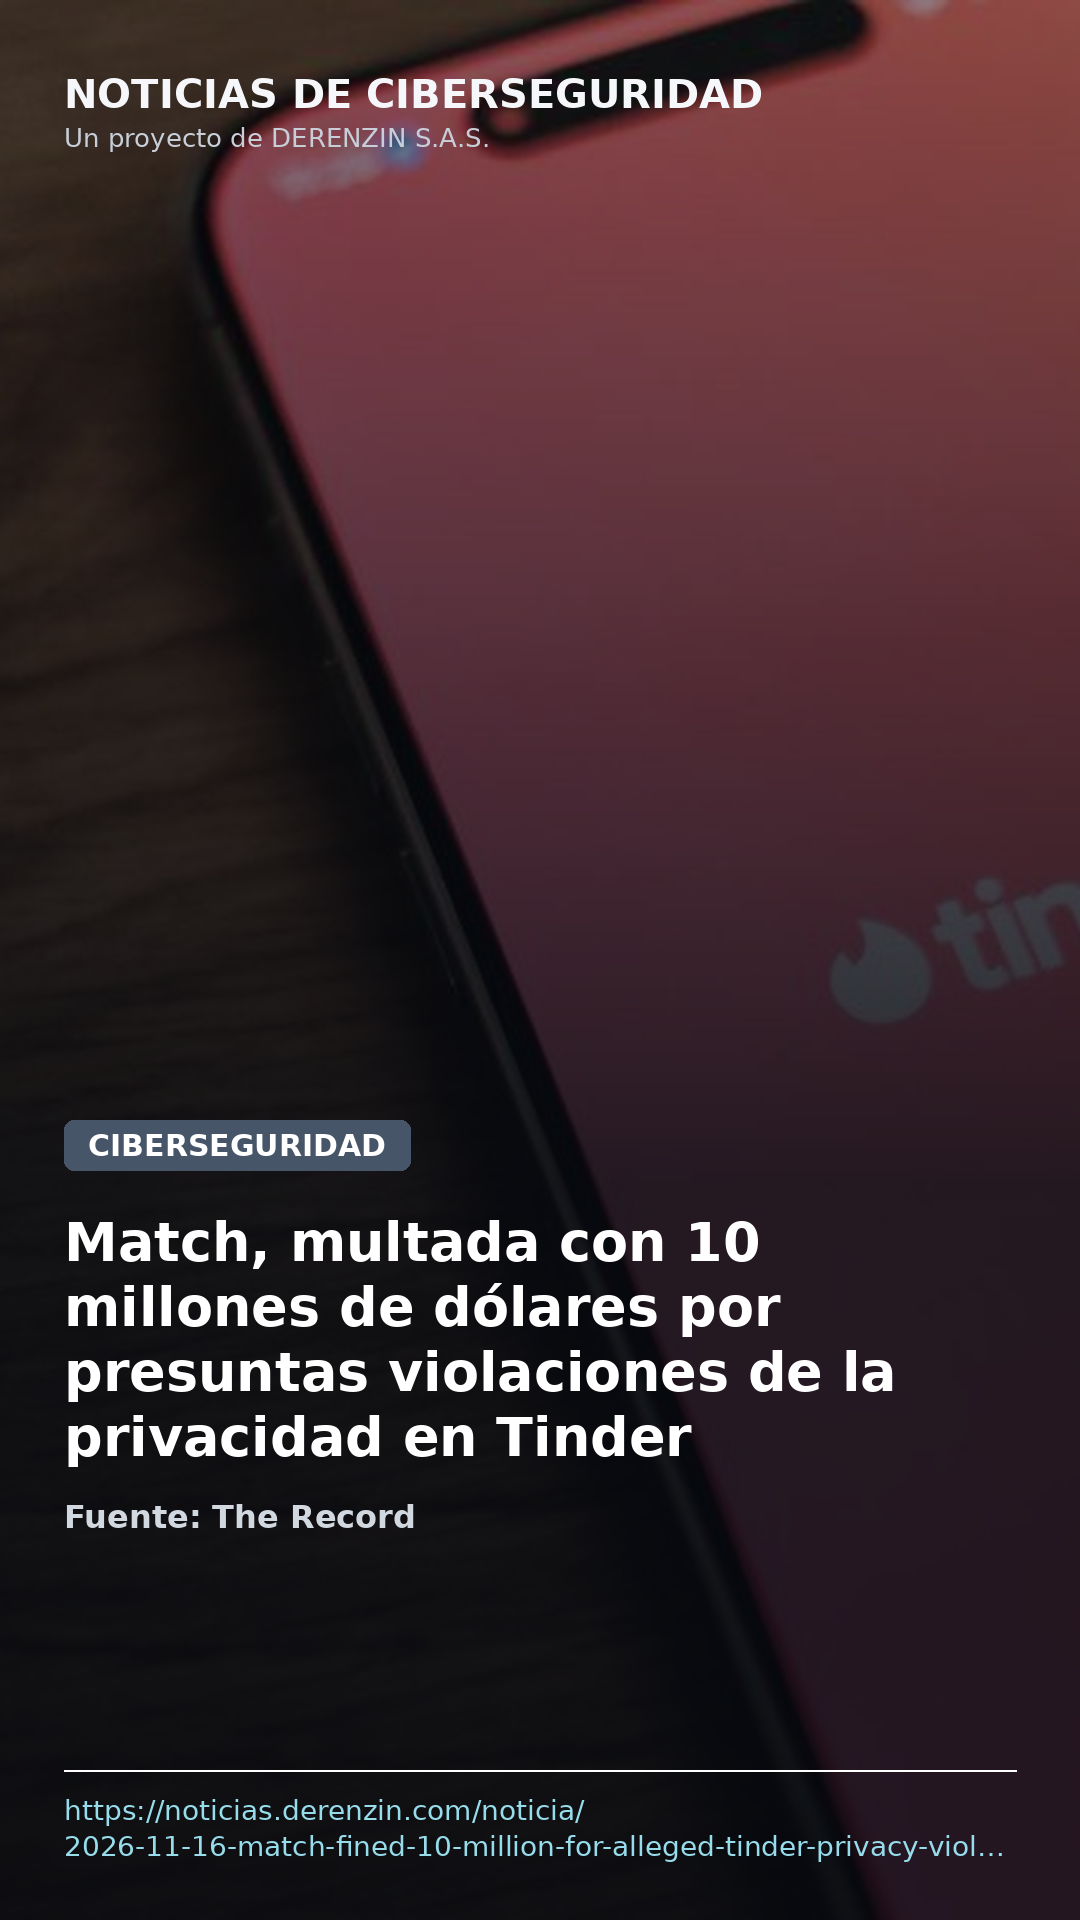 NOTICIAS DE CIBERSEGURIDAD
Un proyecto de DERENZIN S.A.S.
tin
CIBERSEGURIDAD
Match, multada con 10
millones de dólares por
presuntas violaciones de la
privacidad en Tinder
Fuente: The Record
https://noticias.derenzin.com/noticia/
2026-11-16-match-fined-10-million-for-alleged-tinder-privacy-viol…